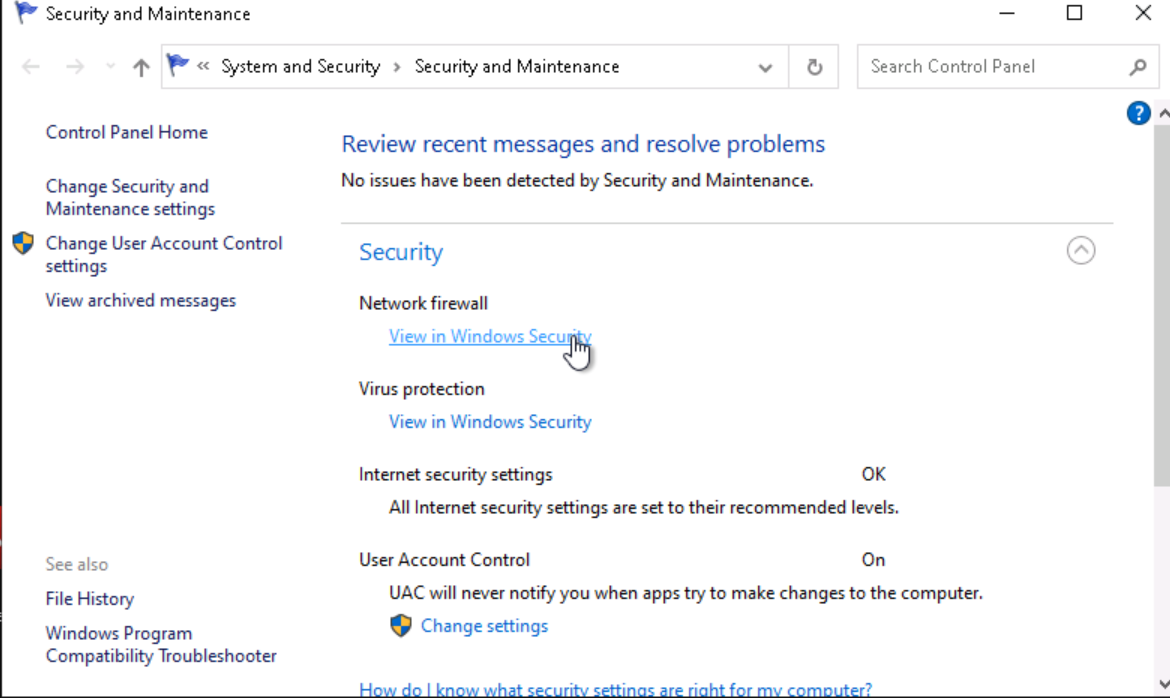 Security and Maintenance
« System and Security › Security and Maintenance
Search Control Panel
?
Control Panel Home
Change Security and
Maintenance settings
Change User Account Control
settings
View archived messages
See also
File History
Windows Program
Compatibility Troubleshooter
Review recent messages and resolve problems
No issues have been detected by Security and Maintenance.
Security
Network firewall
View in Windows Security
Virus protection
View in Windows Security
Internet security settings OK
All Internet security settings are set to their recommended levels.
User Account Control On
UAC will never notify you when apps try to make changes to the computer.
Change settings
How do I know what security settings are right for my computer?